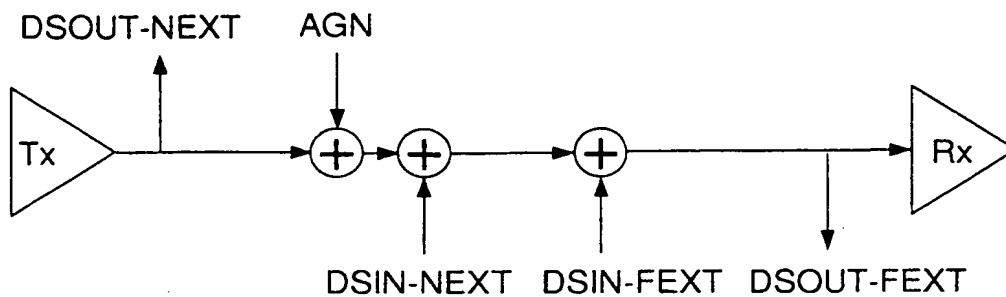 DSOUT-NEXT AGN
Tx Rx
DSIN-NEXT DSIN-FEXT DSOUT-FEXT